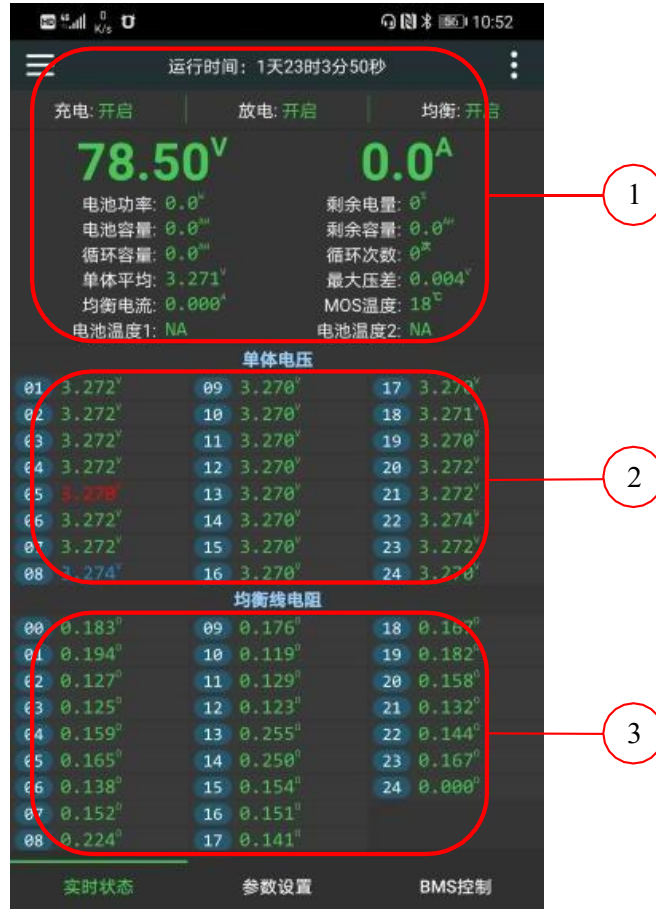 HD 4G 0 K/s 56 10:52
运行时间: 1天23时3分50秒
充电: 开启 放电: 开启 均衡: 开启
78.50V 0.0A
电池功率: 0.0W 剩余电量: 0%
电池容量: 0.0AH 剩余容量: 0.0AH
循环容量: 0.0AH 循环次数: 0次
单体平均: 3.271V 最大压差: 0.004V
均衡电流: 0.000A MOS温度: 18℃
电池温度1: NA 电池温度2: NA
1
单体电压
01 3.272V 09 3.270V 17 3.270V
02 3.272V 10 3.270V 18 3.271V
03 3.272V 11 3.270V 19 3.270V
04 3.272V 12 3.270V 20 3.272V
05 3.270V 13 3.270V 21 3.272V
06 3.272V 14 3.270V 22 3.274V
07 3.272V 15 3.270V 23 3.272V
08 3.274V 16 3.270V 24 3.270V
2
均衡线电阻
00 0.183Ω 09 0.176Ω 18 0.167Ω
01 0.194Ω 10 0.119Ω 19 0.182Ω
02 0.127Ω 11 0.129Ω 20 0.158Ω
03 0.125Ω 12 0.123Ω 21 0.132Ω
04 0.159Ω 13 0.255Ω 22 0.144Ω
05 0.165Ω 14 0.250Ω 23 0.167Ω
06 0.138Ω 15 0.154Ω 24 0.000Ω
07 0.152Ω 16 0.151Ω
08 0.224Ω 17 0.141Ω
3
实时状态 参数设置 BMS控制